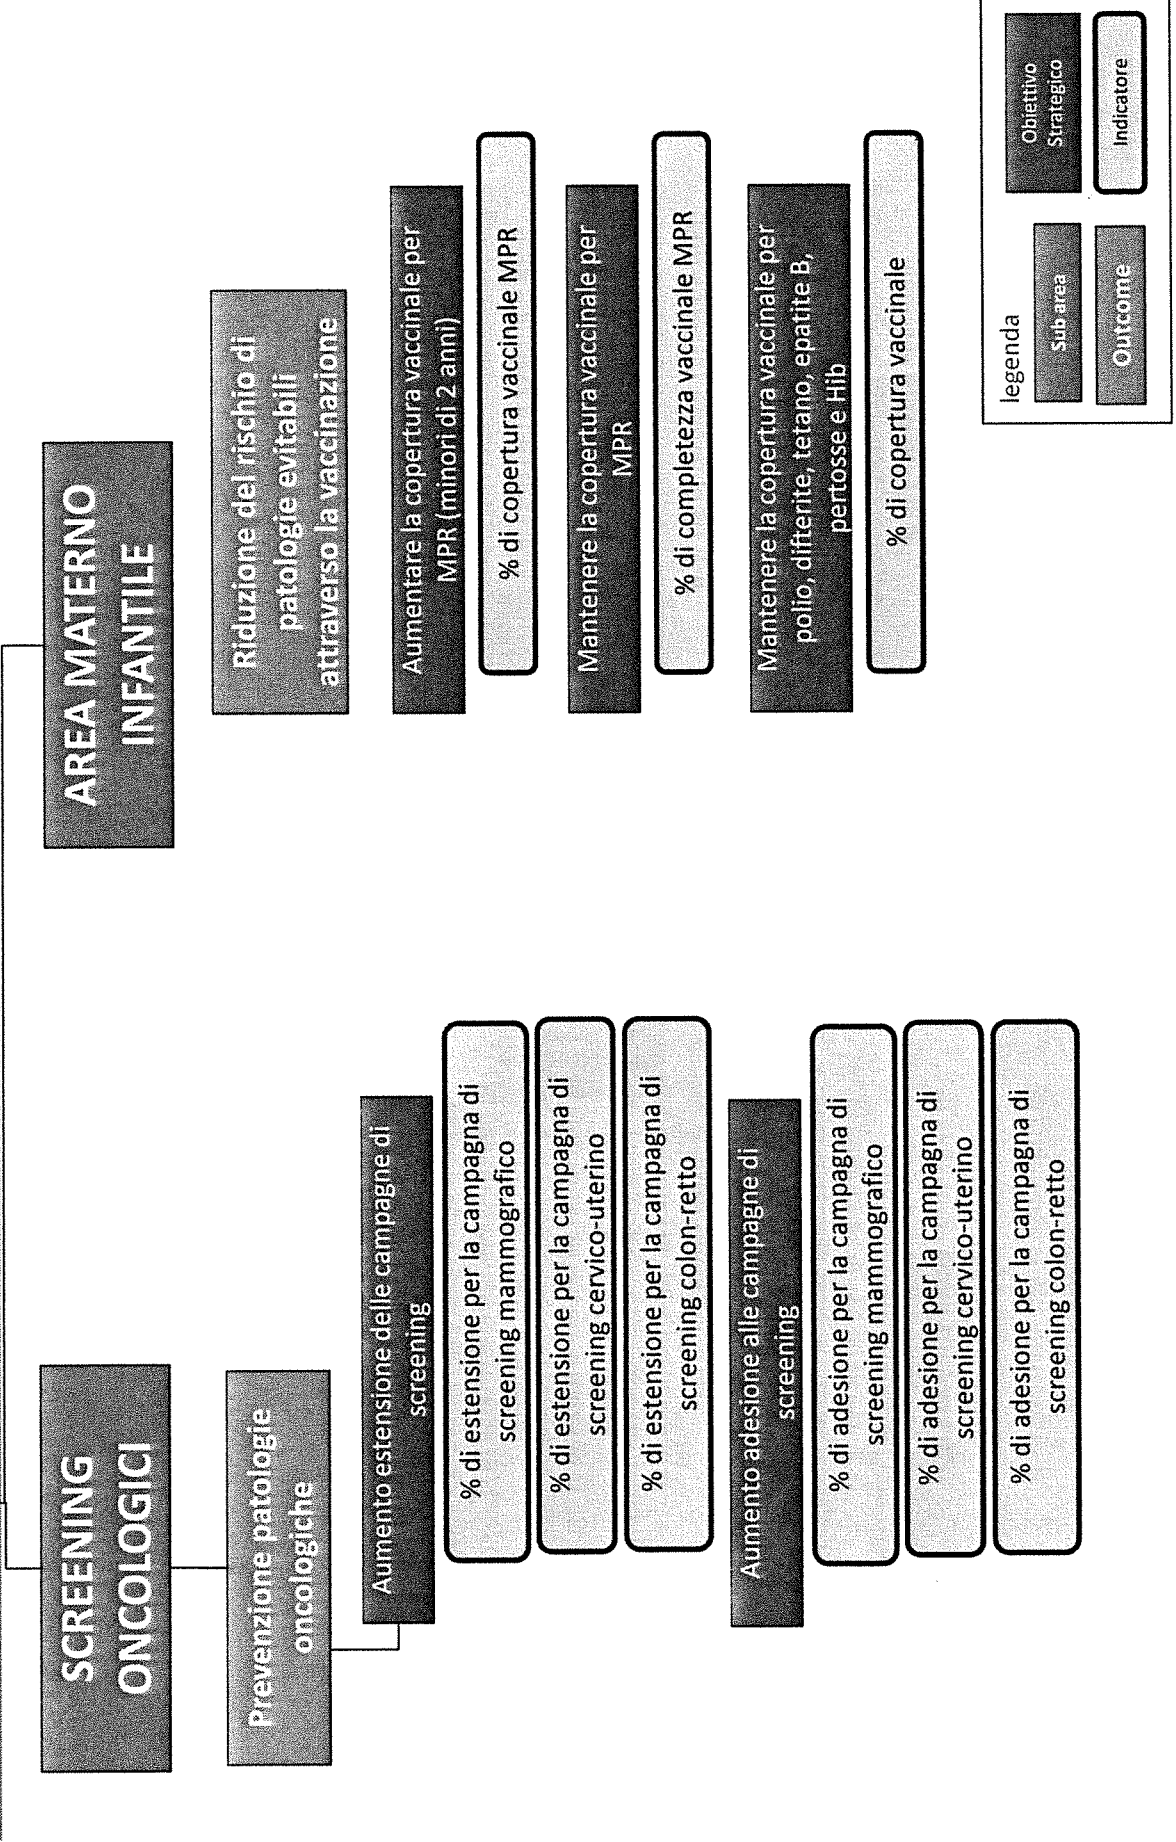 SCREENING
ONCOLOGICI
Prevenzione patologie
oncologiche
Aumento estensione delle campagne di
screening
% di estensione per la campagna di
screening mammografico
% di estensione per la campagna di
screening cervico-uterino
% di estensione per la campagna di
screening colon-retto
Aumento adesione alle campagne di
screening
% di adesione per la campagna di
screening mammografico
% di adesione per la campagna di
screening cervico-uterino
% di adesione per la campagna di
screening colon-retto
AREA MATERNO
INFANTILE
Riduzione del rischio di
patologie evitabili
attraverso la vaccinazione
Aumentare la copertura vaccinale per
MPR (minori di 2 anni)
% di copertura vaccinale MPR
Mantenere la copertura vaccinale per
MPR
% di completezza vaccinale MPR
Mantenere la copertura vaccinale per
polio, difterite, tetano, epatite B,
pertosse e Hib
% di copertura vaccinale
legenda
Sub area
Obiettivo
Strategico
Outcome
Indicatore